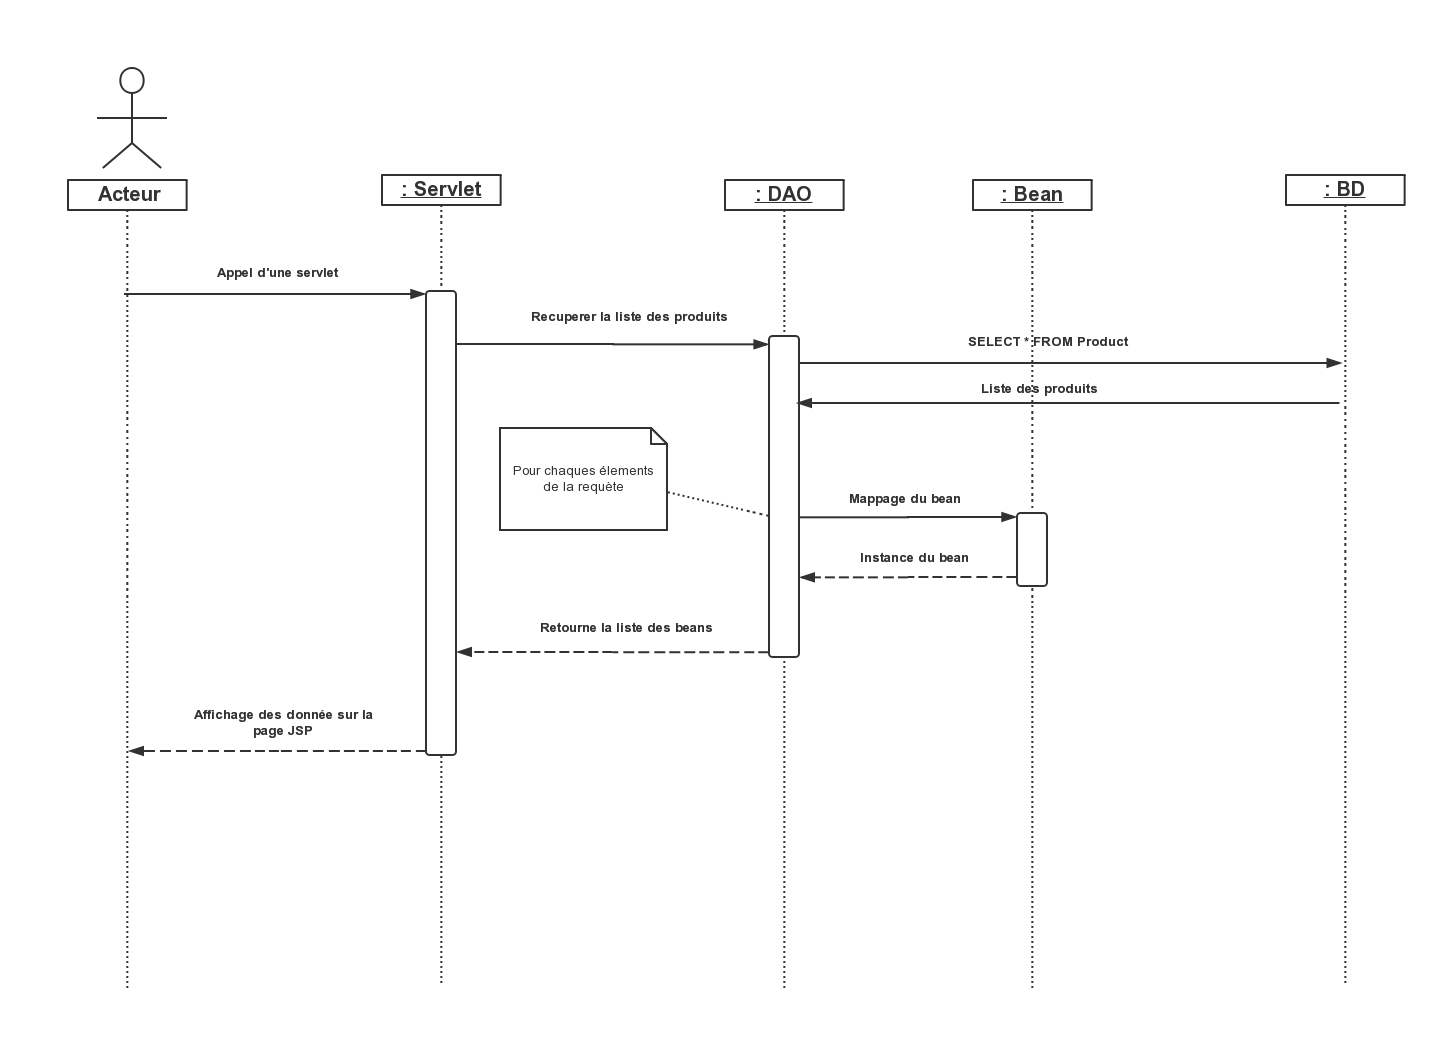 Acteur
: Servlet
: DAO
: Bean
: BD
Appel d'une servlet
Recuperer la liste des produits
SELECT * FROM Product
Liste des produits
Pour chaques élements
de la requète
Mappage du bean
Instance du bean
Retourne la liste des beans
Affichage des donnée sur la
page JSP